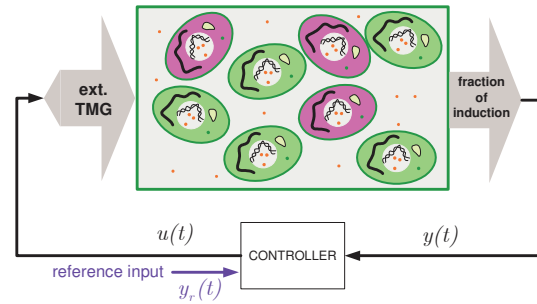 ext.
TMG
fraction
of
induction
u(t)
y(t)
CONTROLLER
reference input
y_r(t)